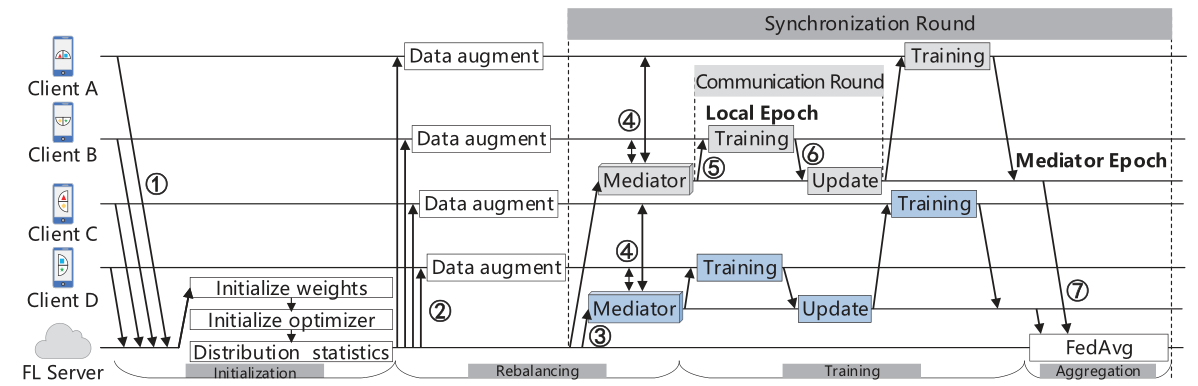 Synchronization Round
Client A
Data augment
Training
Communication Round
Local Epoch
④
Client B
Data augment
Training
⑥
①
Mediator
⑤
Update
Mediator Epoch
Client C
Data augment
Training
④
Client D
Data augment
Training
Initialize weights
②
Mediator
Update
⑦
Initialize optimizer
③
FL Server
Distribution statistics
FedAvg
Initialization
Rebalancing
Training
Aggregation